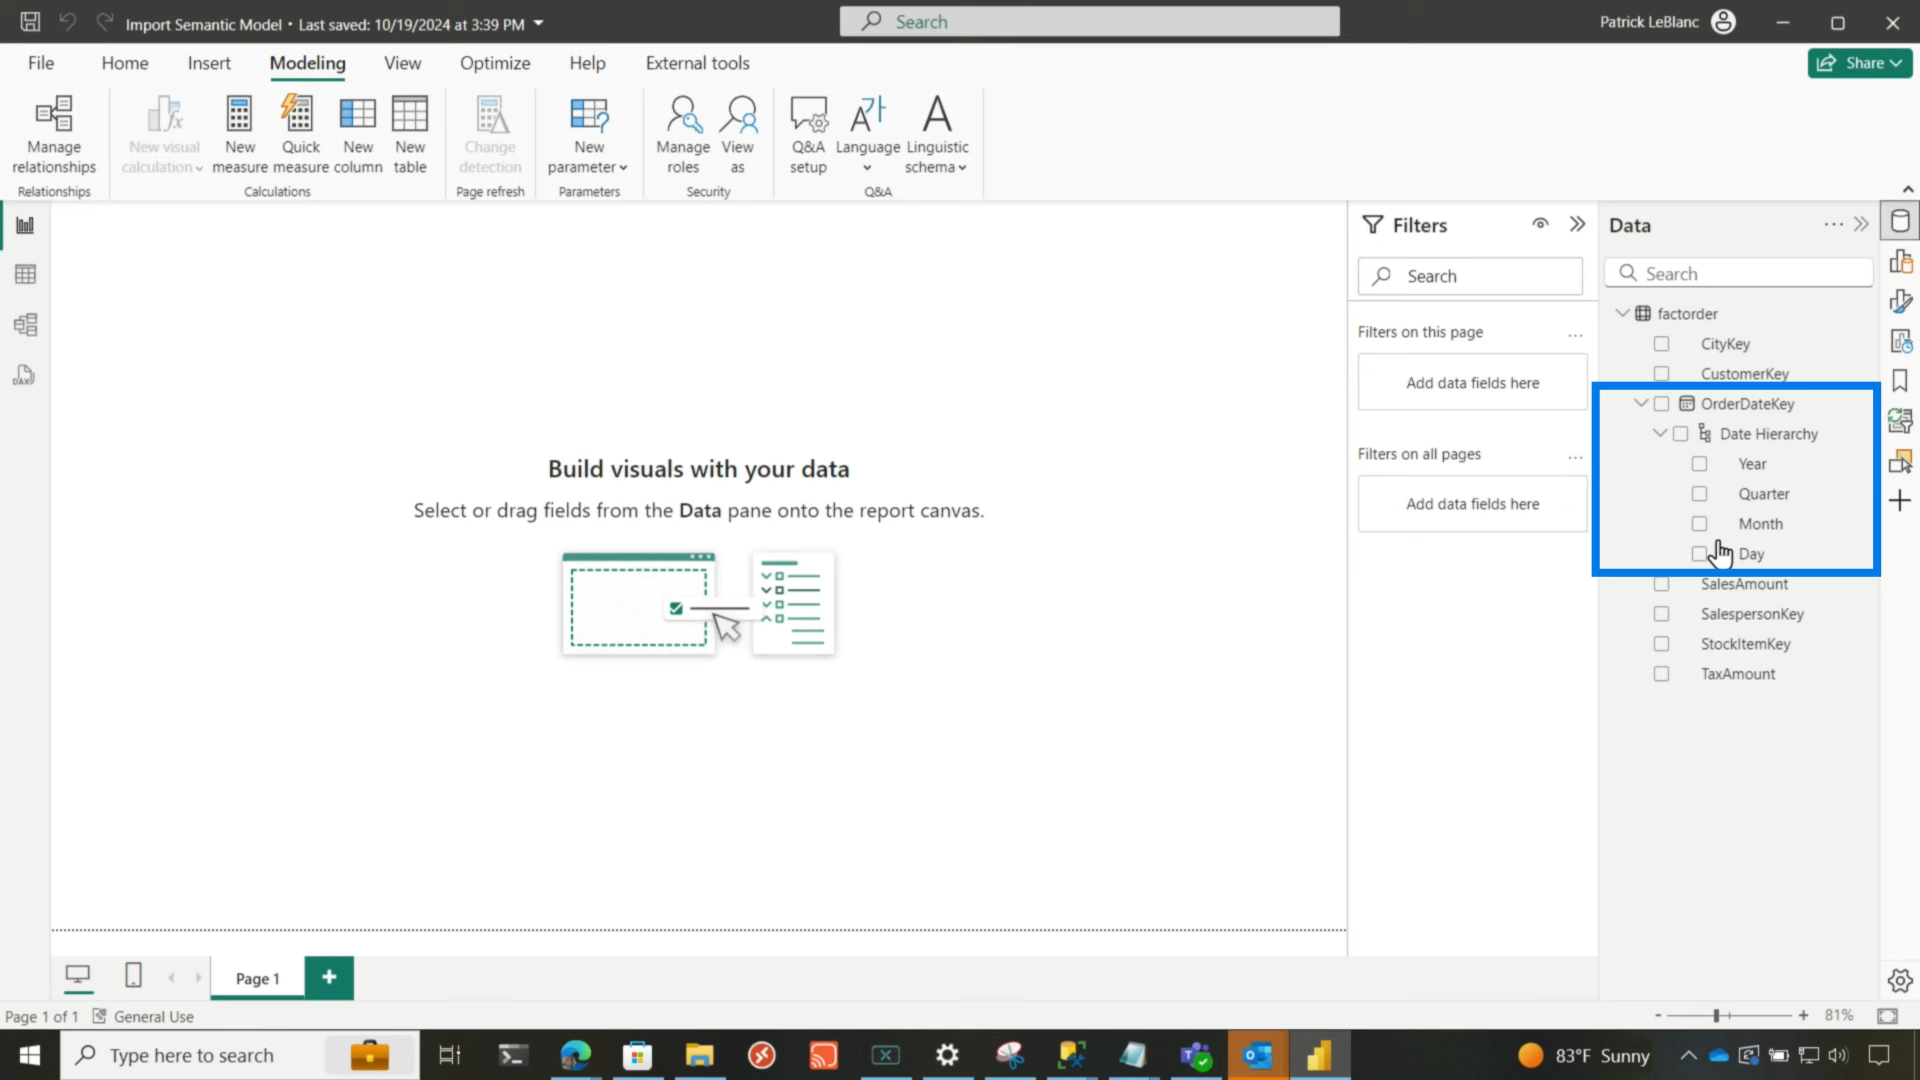 Import Semantic Model • Last saved: 10/19/2024 at 3:39 PM
Search
Patrick LeBlanc
File Home Insert Modeling View Optimize Help External tools
Share
Manage relationships
New visual calculation
New measure
Quick measure
New column
New table
Change detection
New parameter
Manage roles
View as
Q&A setup
Language
Linguistic schema
Relationships
Calculations
Page refresh
Parameters
Security
Q&A
Filters
Search
Filters on this page
...
Add data fields here
Filters on all pages
...
Add data fields here
Data
...
Search
factorder
CityKey
CustomerKey
OrderDateKey
Date Hierarchy
Year
Quarter
Month
Day
SalesAmount
SalespersonKey
StockItemKey
TaxAmount
DAX
Build visuals with your data
Select or drag fields from the Data pane onto the report canvas.
Page 1
+
Page 1 of 1
General Use
- + 81%
Type here to search
83°F Sunny